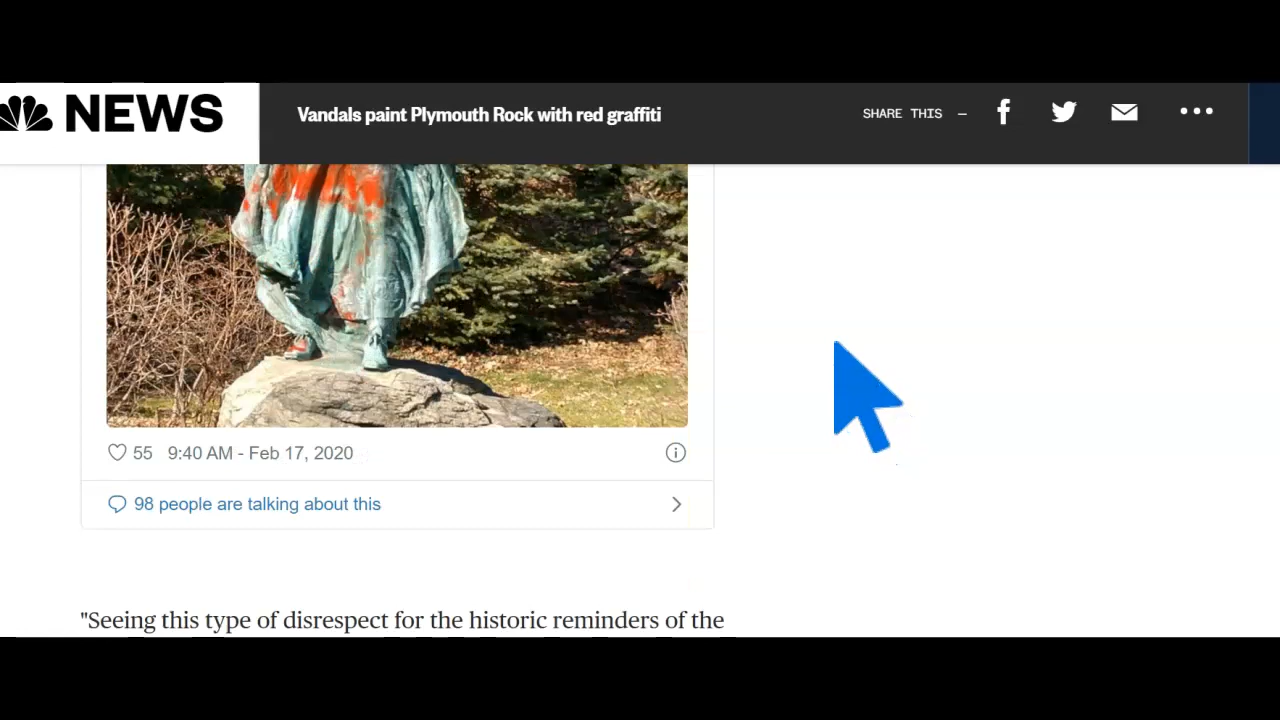 NEWS
Vandals paint Plymouth Rock with red graffiti
SHARE THIS –
55 9:40 AM - Feb 17, 2020
98 people are talking about this
"Seeing this type of disrespect for the historic reminders of the